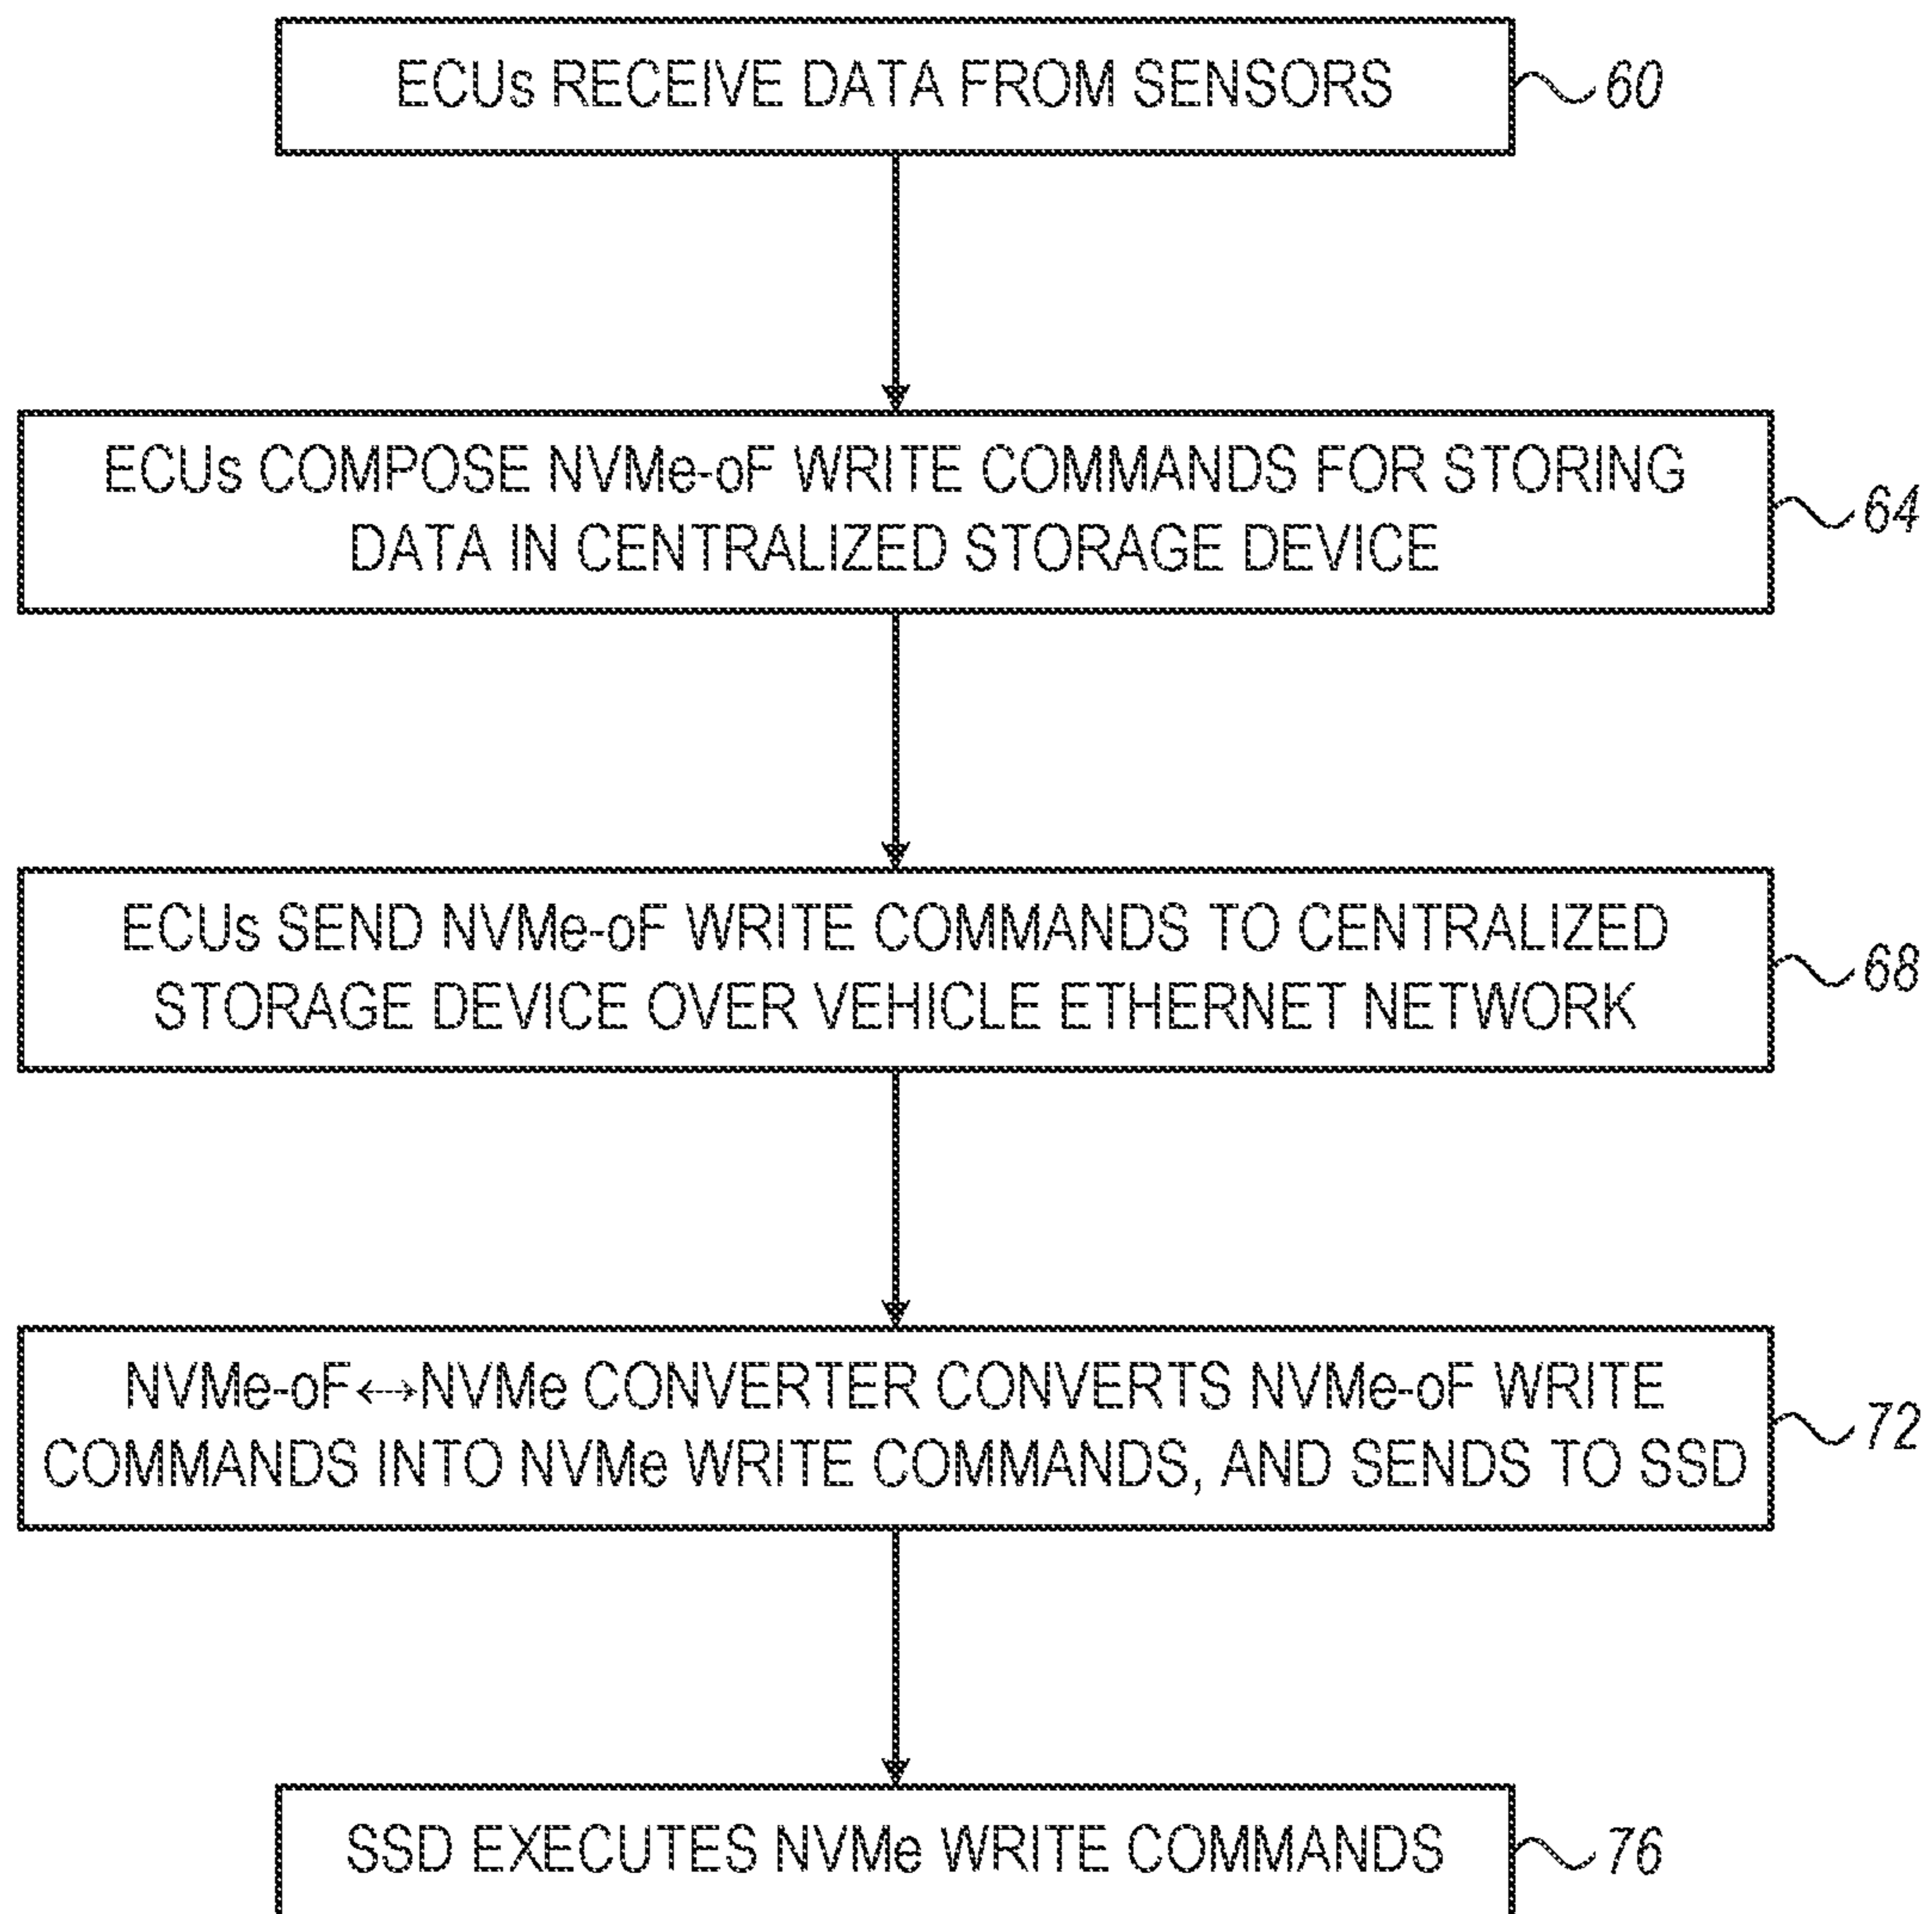 ECUs RECEIVE DATA FROM SENSORS
60
ECUs COMPOSE NVMe-oF WRITE COMMANDS FOR STORING
DATA IN CENTRALIZED STORAGE DEVICE
64
ECUs SEND NVMe-oF WRITE COMMANDS TO CENTRALIZED
STORAGE DEVICE OVER VEHICLE ETHERNET NETWORK
68
NVMe-oF↔NVMe CONVERTER CONVERTS NVMe-oF WRITE
COMMANDS INTO NVMe WRITE COMMANDS, AND SENDS TO SSD
72
SSD EXECUTES NVMe WRITE COMMANDS
76